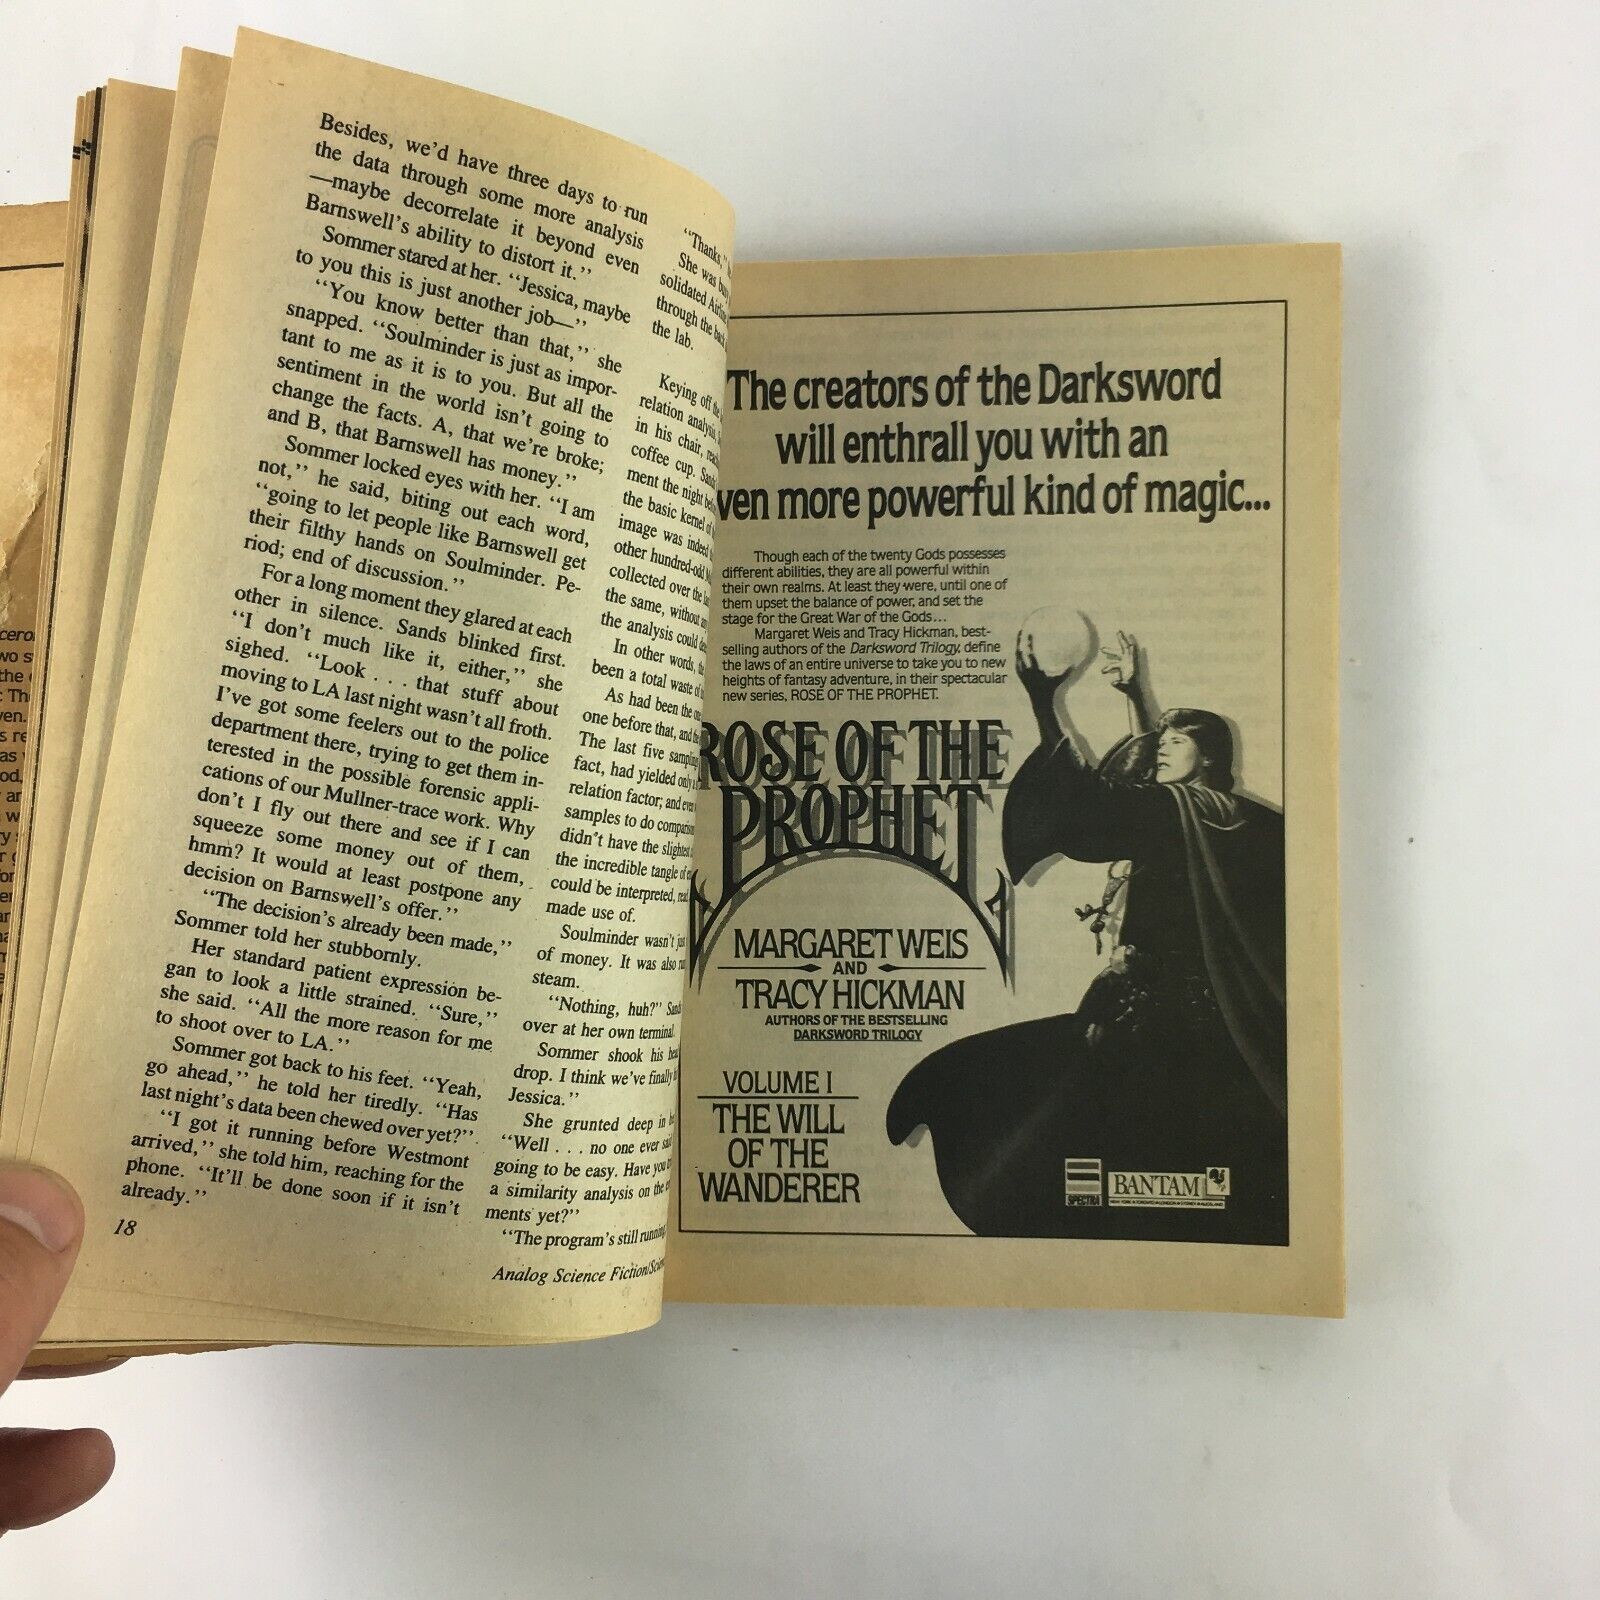 Besides, we'd have three days to run
the data through some more analysis
—maybe decorrelate it beyond even
Barnswell's ability to distort it.''
Sommer stared at her. ''Jessica, maybe
to you this is just another job—''
''You know better than that,'' she
snapped. ''Soulminder is just as impor-
tant to me as it is to you. But all the
sentiment in the world isn't going to
change the facts. A, that we're broke;
and B, that Barnswell has money.''
Sommer locked eyes with her. ''I am
not,'' he said, biting out each word,
''going to let people like Barnswell get
their filthy hands on Soulminder. Pe-
riod; end of discussion.''
For a long moment they glared at each
other in silence. Sands blinked first.
''I don't much like it, either,'' she
sighed. ''Look . . . that stuff about
moving to LA last night wasn't all froth.
I've got some feelers out to the police
department there, trying to get them in-
terested in the possible forensic appli-
cations of our Mullner-trace work. Why
don't I fly out there and see if I can
squeeze some money out of them,
hmm? It would at least postpone any
decision on Barnswell's offer.''
''The decision's already been made,''
Sommer told her stubbornly.
Her standard patient expression be-
gan to look a little strained. ''Sure,''
she said. ''All the more reason for me
to shoot over to LA.''
Sommer got back to his feet. ''Yeah,
go ahead,'' he told her tiredly. ''Has
last night's data been chewed over yet?''
''I got it running before Westmont
arrived,'' she told him, reaching for the
phone. ''It'll be done soon if it isn't
already.''
18
''Thanks,''
She was
solidated
through the
the lab.
Keying off the
relation analysis,
in his chair,
coffee cup.
ment the night
the basic kernel of
image was indeed
other hundred-odd
collected over the
the same, without
the analysis could
In other words,
been a total waste of
As had been the
one before that, and
The last five
fact, had yielded only
relation factor; and
samples to do
didn't have the slightest
the incredible tangle of
could be interpreted,
made use of.
Soulminder wasn't
of money. It was also
steam.
''Nothing, huh?''
over at her own terminal.
Sommer shook his
drop. I think we've finally
Jessica.''
She grunted deep in
''Well . . . no one ever
going to be easy. Have you
a similarity analysis on the
ments yet?''
''The program's still running,
Analog Science Fiction/
The creators of the Darksword
will enthrall you with an
ven more powerful kind of magic...
Though each of the twenty Gods possesses
different abilities, they are all powerful within
their own realms. At least they were, until one of
them upset the balance of power, and set the
stage for the Great War of the Gods...
Margaret Weis and Tracy Hickman, best-
selling authors of the Darksword Trilogy, define
the laws of an entire universe to take you to new
heights of fantasy adventure, in their spectacular
new series, ROSE OF THE PROPHET.
ROSE OF THE
PROPHET
MARGARET WEIS
AND
TRACY HICKMAN
AUTHORS OF THE BESTSELLING
DARKSWORD TRILOGY
VOLUME I
THE WILL
OF THE
WANDERER
SPECTRA
BANTAM